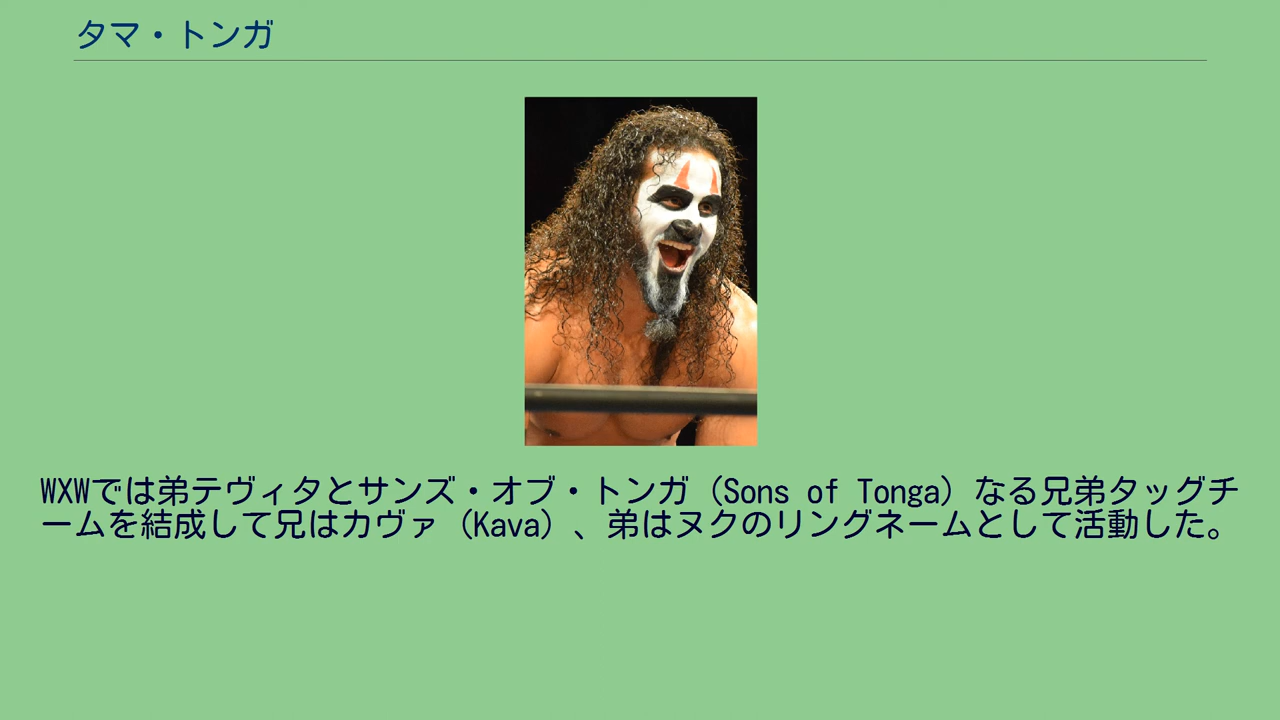 タマ・トンガ
WXWでは弟テヴィタとサンズ・オブ・トンガ（Sons of Tonga）なる兄弟タッグチ
ームを結成して兄はカヴァ（Kava）、弟はヌクのリングネームとして活動した。